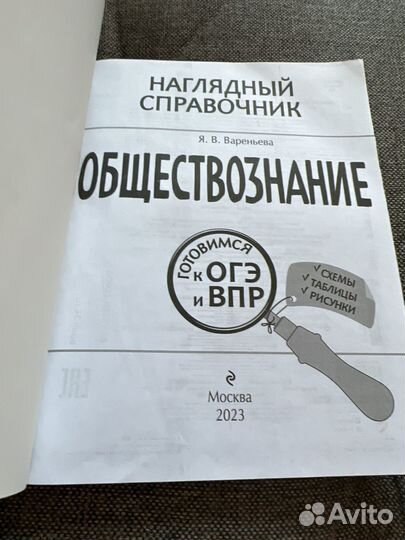 НАГЛЯДНЫЙ
СПРАВОЧНИК
Я. В. Вареньева
ОБЩЕСТВОЗНАНИЕ
ГОТОВИМСЯ
К ОГЭ
И ВПР
✓ СХЕМЫ
✓ ТАБЛИЦЫ
✓ РИСУНКИ
Москва
2023
Avito